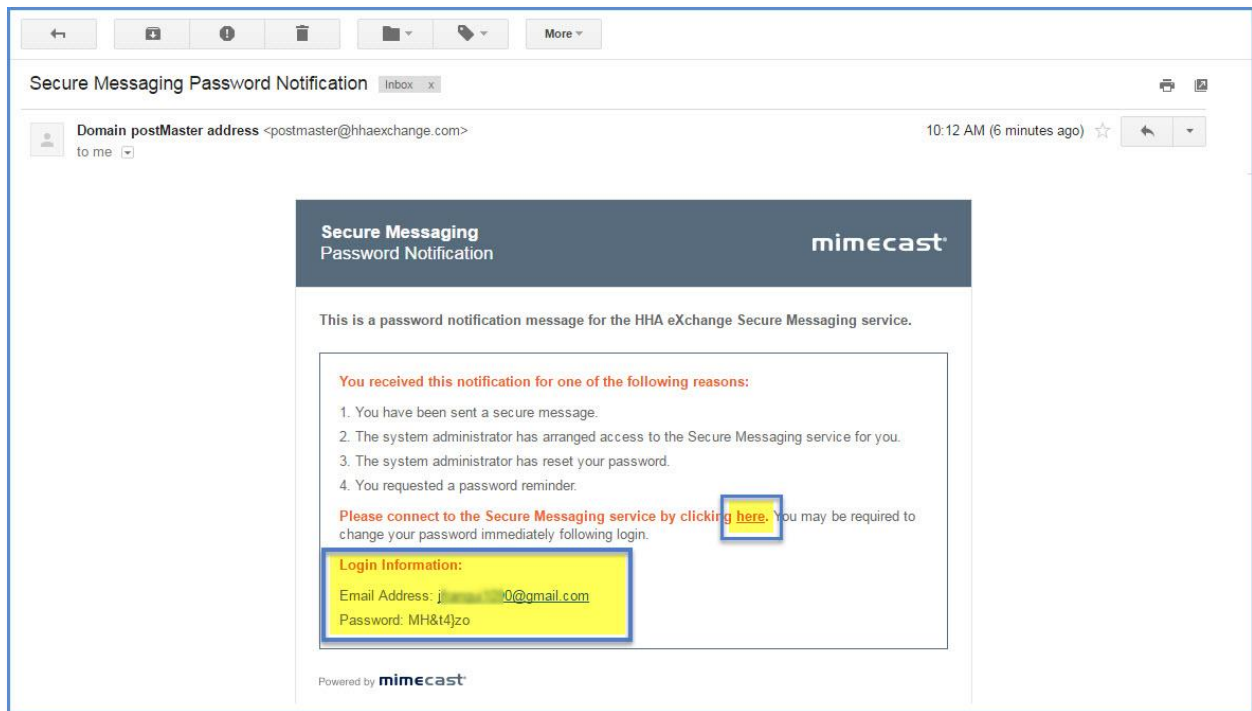 More
Secure Messaging Password Notification Inbox x
Domain postMaster address <postmaster@hhaexchange.com> 10:12 AM (6 minutes ago)
to me
Secure Messaging
Password Notification
mimecast
This is a password notification message for the HHA eXchange Secure Messaging service.
You received this notification for one of the following reasons:
1. You have been sent a secure message.
2. The system administrator has arranged access to the Secure Messaging service for you.
3. The system administrator has reset your password.
4. You requested a password reminder.
Please connect to the Secure Messaging service by clicking here. You may be required to
change your password immediately following login.
Login Information:
Email Address: 0@gmail.com
Password: MH&t4}zo
Powered by mimecast